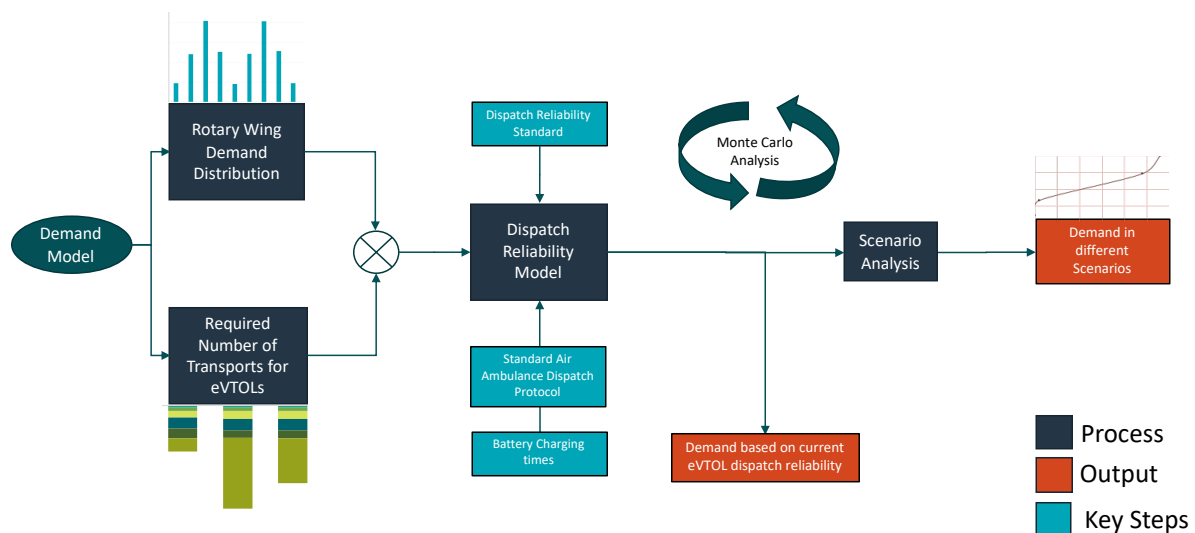 Rotary Wing
Demand
Distribution
Demand
Model
Required
Number of
Transports for
eVTOLs
Dispatch Reliability
Standard
Dispatch
Reliability
Model
Standard Air
Ambulance Dispatch
Protocol
Battery Charging
times
Monte Carlo
Analysis
Demand based on current
eVTOL dispatch reliability
Scenario
Analysis
Demand in
different
Scenarios
Process
Output
Key Steps